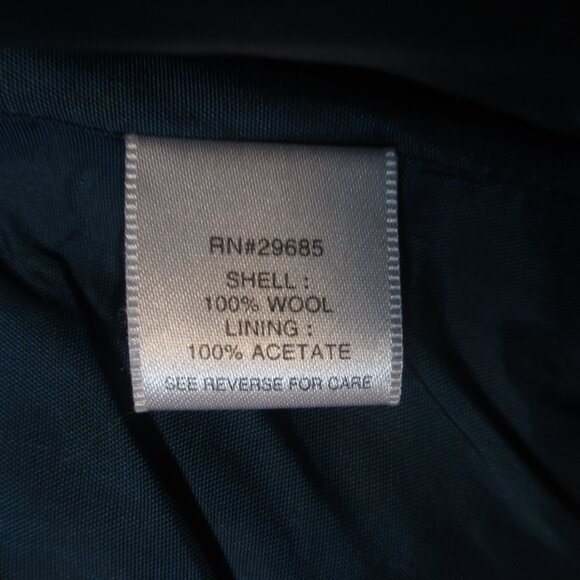 RN#29685
SHELL :
100% WOOL
LINING :
100% ACETATE
SEE REVERSE FOR CARE